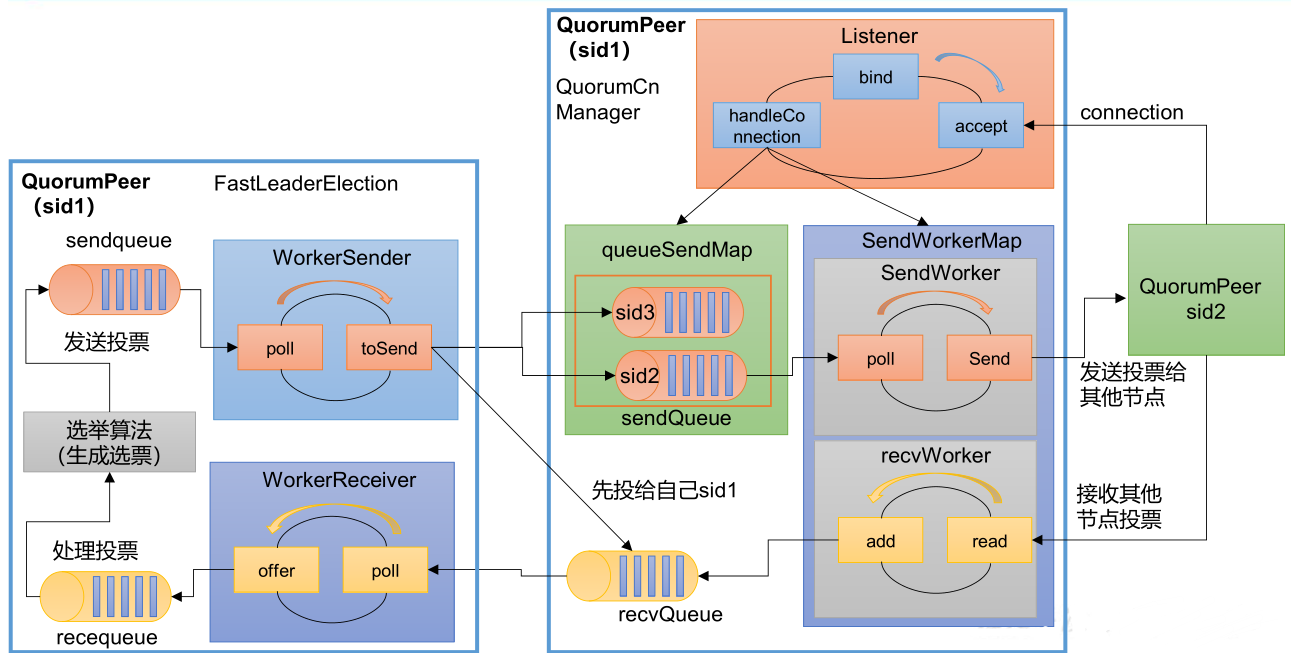 QuorumPeer
（sid1）
FastLeaderElection
sendqueue
发送投票
WorkerSender
poll
toSend
选举算法
（生成选票）
WorkerReceiver
offer
poll
处理投票
recequeue
QuorumPeer
（sid1）
QuorumCn
Manager
Listener
bind
handleCo
nnection
accept
connection
queueSendMap
sid3
sid2
sendQueue
SendWorkerMap
SendWorker
poll
Send
recvWorker
add
read
先投给自己sid1
recvQueue
QuorumPeer
sid2
发送投票给
其他节点
接收其他
节点投票